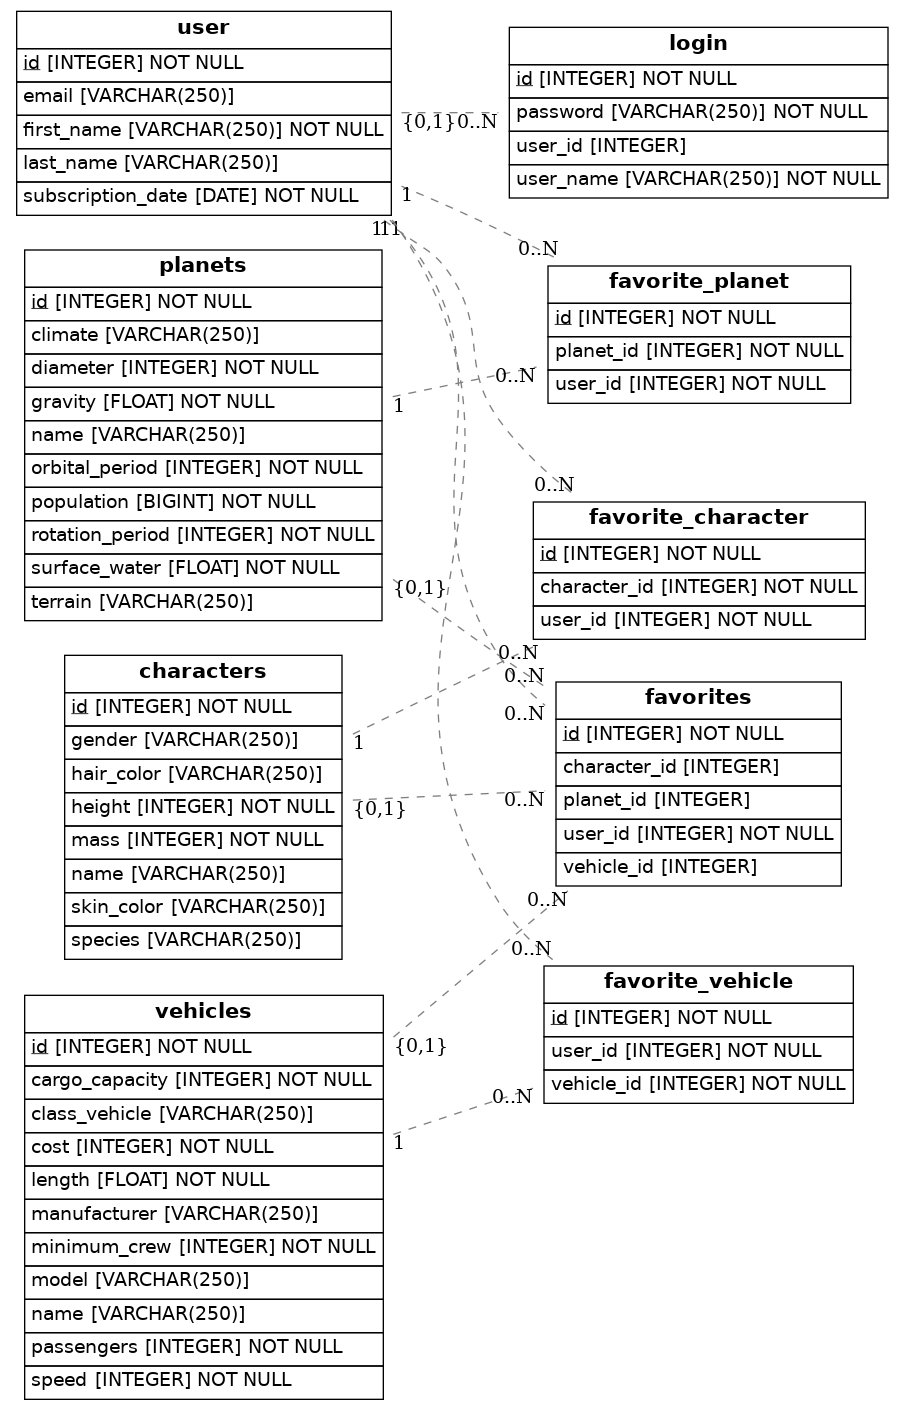 user
id [INTEGER] NOT NULL
email [VARCHAR(250)]
first_name [VARCHAR(250)] NOT NULL
last_name [VARCHAR(250)]
subscription_date [DATE] NOT NULL
login
id [INTEGER] NOT NULL
password [VARCHAR(250)] NOT NULL
user_id [INTEGER]
user_name [VARCHAR(250)] NOT NULL
{0,1}
0..N
1
0..N
1
1
1
planets
id [INTEGER] NOT NULL
climate [VARCHAR(250)]
diameter [INTEGER] NOT NULL
gravity [FLOAT] NOT NULL
name [VARCHAR(250)]
orbital_period [INTEGER] NOT NULL
population [BIGINT] NOT NULL
rotation_period [INTEGER] NOT NULL
surface_water [FLOAT] NOT NULL
terrain [VARCHAR(250)]
favorite_planet
id [INTEGER] NOT NULL
planet_id [INTEGER] NOT NULL
user_id [INTEGER] NOT NULL
0..N
1
0..N
favorite_character
id [INTEGER] NOT NULL
character_id [INTEGER] NOT NULL
user_id [INTEGER] NOT NULL
{0,1}
0..N
0..N
0..N
characters
id [INTEGER] NOT NULL
gender [VARCHAR(250)]
hair_color [VARCHAR(250)]
height [INTEGER] NOT NULL
mass [INTEGER] NOT NULL
name [VARCHAR(250)]
skin_color [VARCHAR(250)]
species [VARCHAR(250)]
1
{0,1}
0..N
favorites
id [INTEGER] NOT NULL
character_id [INTEGER]
planet_id [INTEGER]
user_id [INTEGER] NOT NULL
vehicle_id [INTEGER]
0..N
0..N
vehicles
id [INTEGER] NOT NULL
cargo_capacity [INTEGER] NOT NULL
class_vehicle [VARCHAR(250)]
cost [INTEGER] NOT NULL
length [FLOAT] NOT NULL
manufacturer [VARCHAR(250)]
minimum_crew [INTEGER] NOT NULL
model [VARCHAR(250)]
name [VARCHAR(250)]
passengers [INTEGER] NOT NULL
speed [INTEGER] NOT NULL
{0,1}
1
0..N
favorite_vehicle
id [INTEGER] NOT NULL
user_id [INTEGER] NOT NULL
vehicle_id [INTEGER] NOT NULL